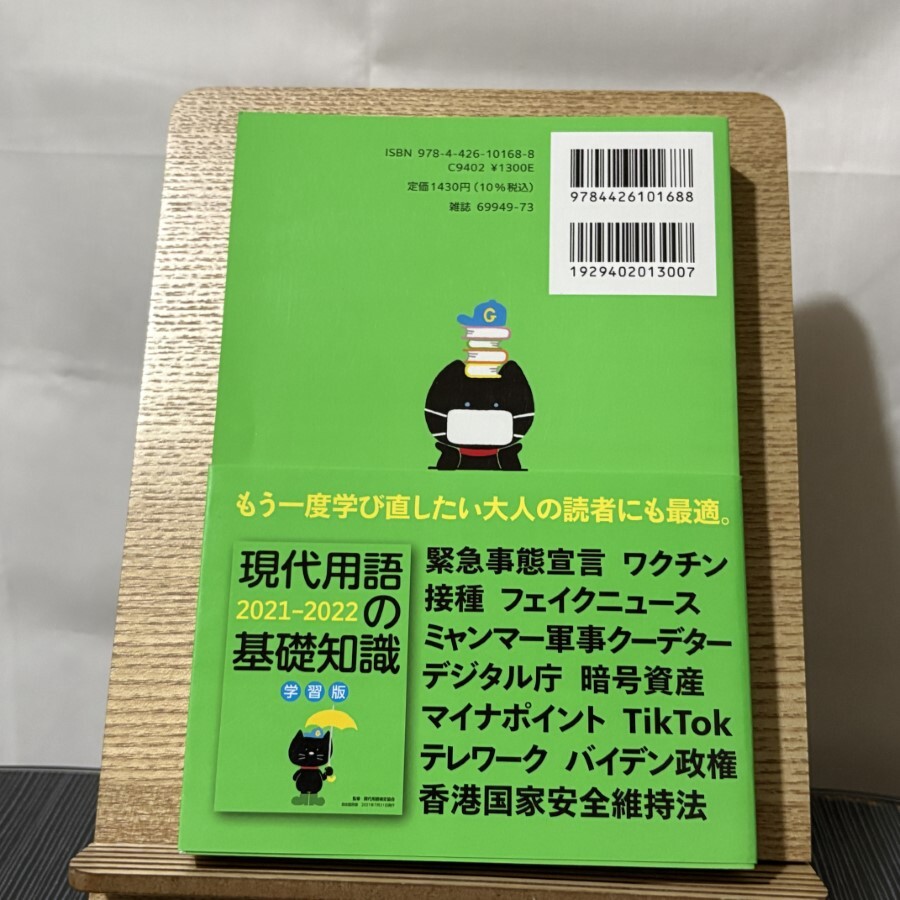 ISBN 978-4-426-10168-8
C9402 ¥1300E
定価1430円(10%税込)
雑誌 69949-73
9784426101688
1929402013007
G
もう一度学び直したい大人の読者にも最適。
現代用語
2021-2022の
基礎知識
学習版
緊急事態宣言 ワクチン
接種 フェイクニュース
ミャンマー軍事クーデター
デジタル庁 暗号資産
マイナポイント TikTok
テレワーク バイデン政権
香港国家安全維持法